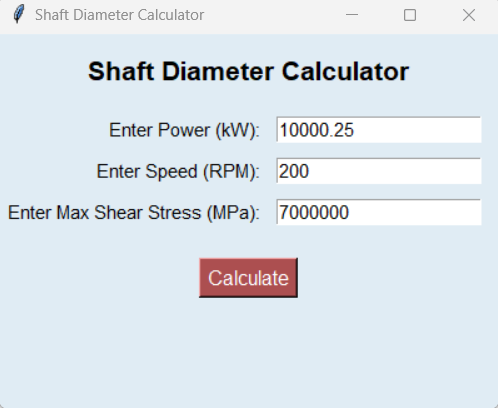 Shaft Diameter Calculator
Shaft Diameter Calculator
Enter Power (kW): 10000.25
Enter Speed (RPM): 200
Enter Max Shear Stress (MPa): 7000000
Calculate